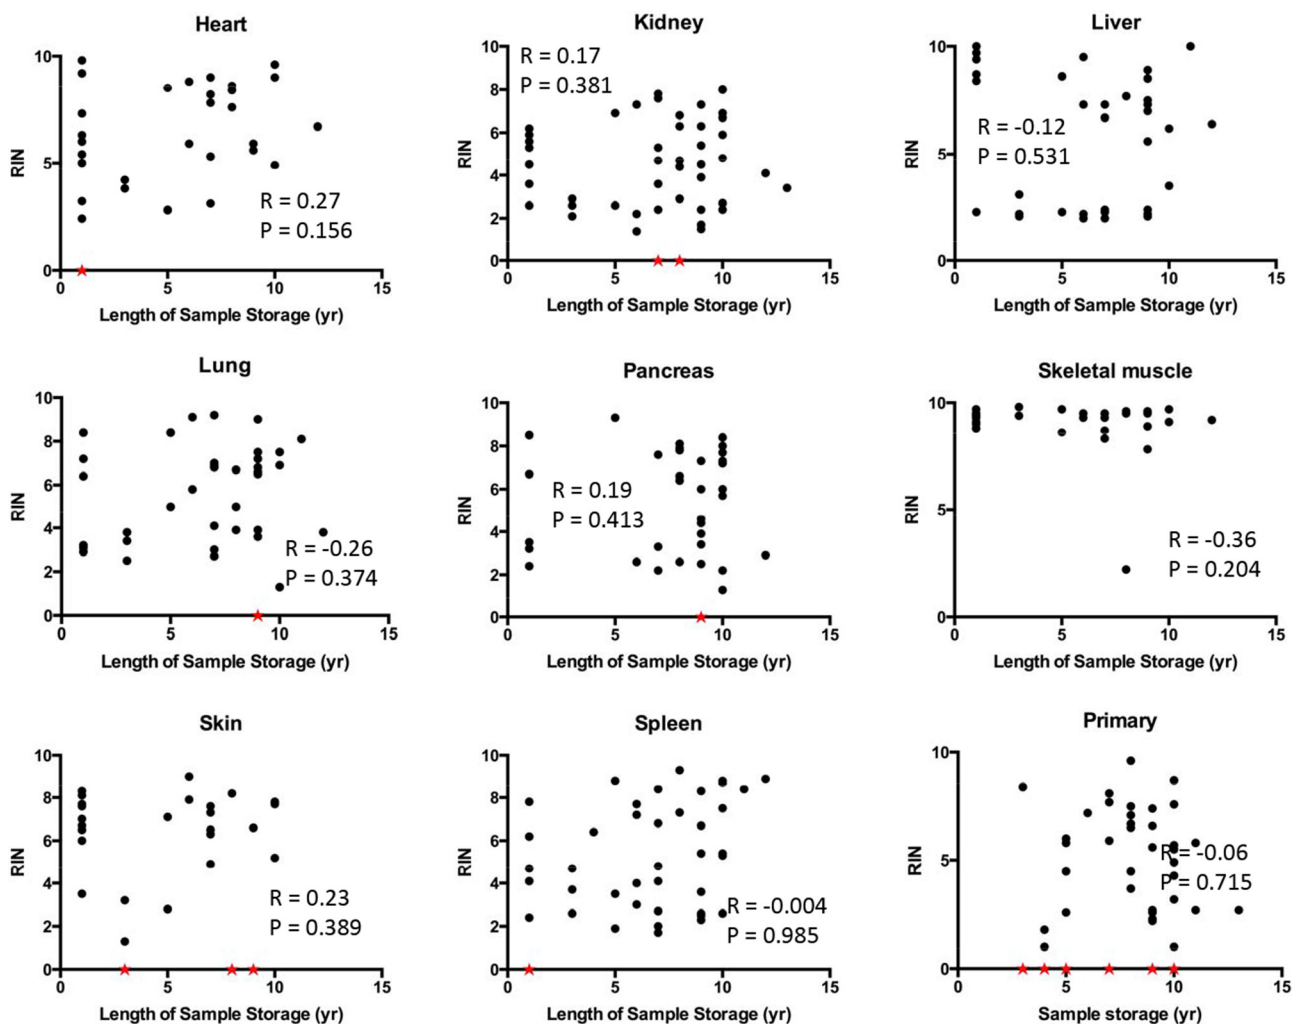 Heart
RIN
10
5
0
0 5 10 15
R = 0.27
P = 0.156
Length of Sample Storage (yr)
Kidney
RIN
10
8
6
4
2
0
0 5 10 15
R = 0.17
P = 0.381
Length of Sample Storage (yr)
Liver
RIN
10
5
0
0 5 10 15
R = -0.12
P = 0.531
Length of Sample Storage (yr)
Lung
RIN
10
8
6
4
2
0
0 5 10 15
R = -0.26
P = 0.374
Length of Sample Storage (yr)
Pancreas
RIN
10
8
6
4
2
0
0 5 10 15
R = 0.19
P = 0.413
Length of Sample Storage (yr)
Skeletal muscle
RIN
10
5
0
0 5 10 15
R = -0.36
P = 0.204
Length of Sample Storage (yr)
Skin
RIN
10
8
6
4
2
0
0 5 10 15
R = 0.23
P = 0.389
Length of Sample Storage (yr)
Spleen
RIN
10
8
6
4
2
0
0 5 10 15
R = -0.004
P = 0.985
Length of Sample Storage (yr)
Primary
RIN
10
5
0
0 5 10 15
R = -0.06
P = 0.715
Sample storage (yr)